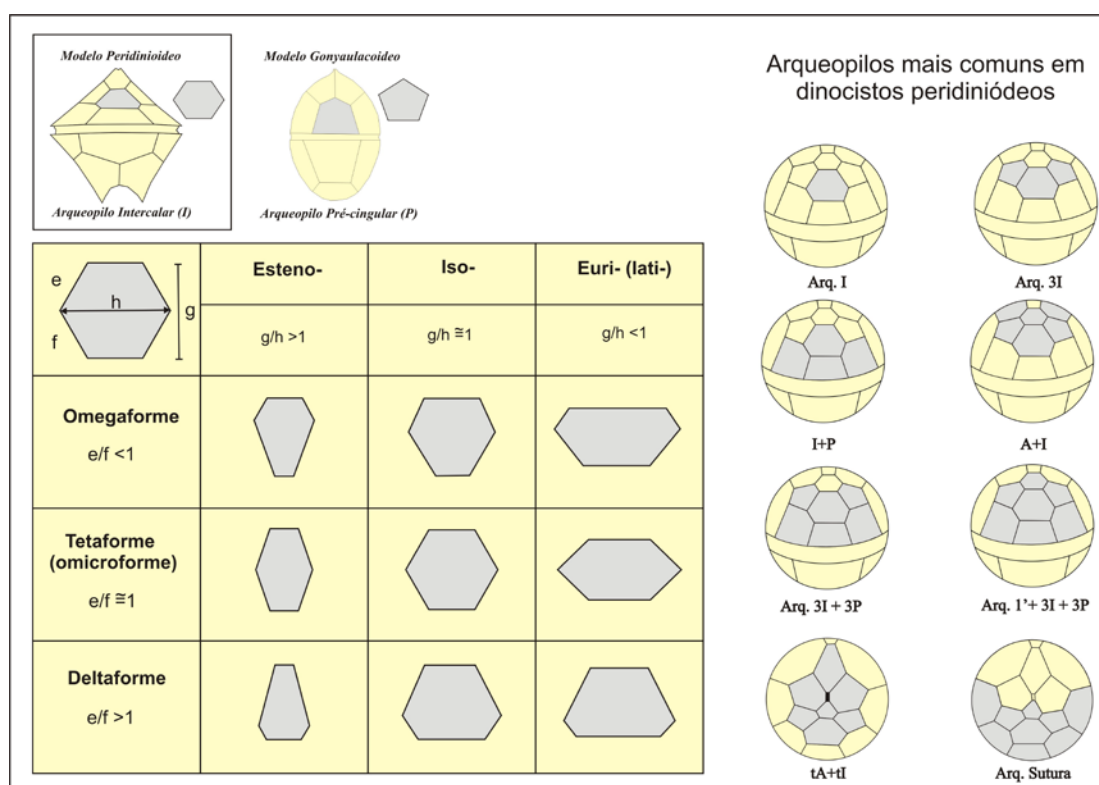 Modelo Peridinioideo
Arqueopilo Intercalar (I)
Modelo Gonyaulacoideo
Arqueopilo Pré-cingular (P)
e
h
g
f
Esteno-
Iso-
Euri- (lati-)
g/h >1
g/h ≅1
g/h <1
Omegaforme
e/f <1
Tetaforme
(omicroforme)
e/f ≅1
Deltaforme
e/f >1
Arqueopilos mais comuns em
dinocistos peridiniódeos
Arq. I
Arq. 3I
I+P
A+I
Arq. 3I + 3P
Arq. 1’+ 3I + 3P
tA+tI
Arq. Sutura